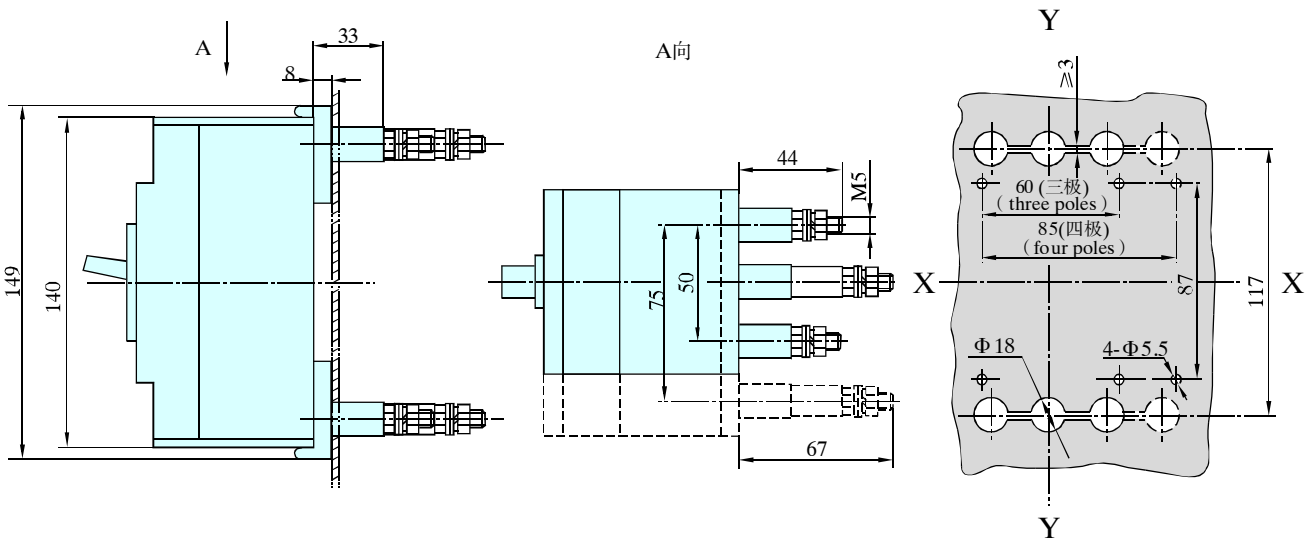 A
33
8
149
140
A向
44
M5
75
50
67
Y
≥3
60 (三极)
( three poles )
85(四极)
( four poles )
X
X
87
117
Φ18
4-Φ5.5
Y